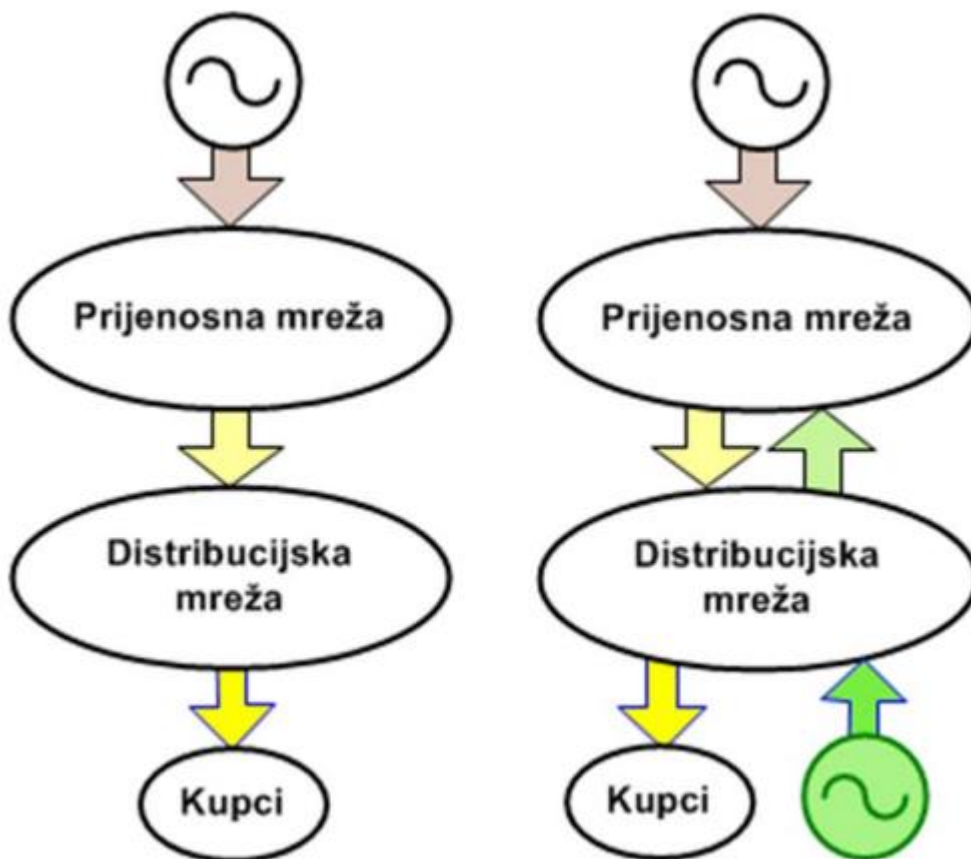 Prijenosna mreža
Distribucijska
mreža
Kupci
Prijenosna mreža
Distribucijska
mreža
Kupci